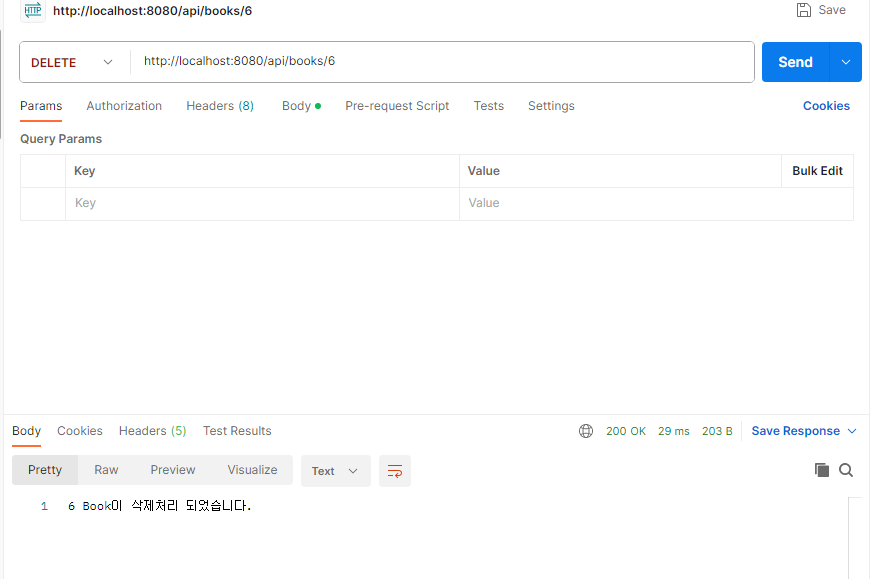 HTTP http://localhost:8080/api/books/6 Save
DELETE http://localhost:8080/api/books/6 Send
Params Authorization Headers (8) Body Pre-request Script Tests Settings Cookies
Query Params
Key Value Bulk Edit
Key Value
Body Cookies Headers (5) Test Results 200 OK 29 ms 203 B Save Response
Pretty Raw Preview Visualize Text
1 6 Book이 삭제처리 되었습니다.